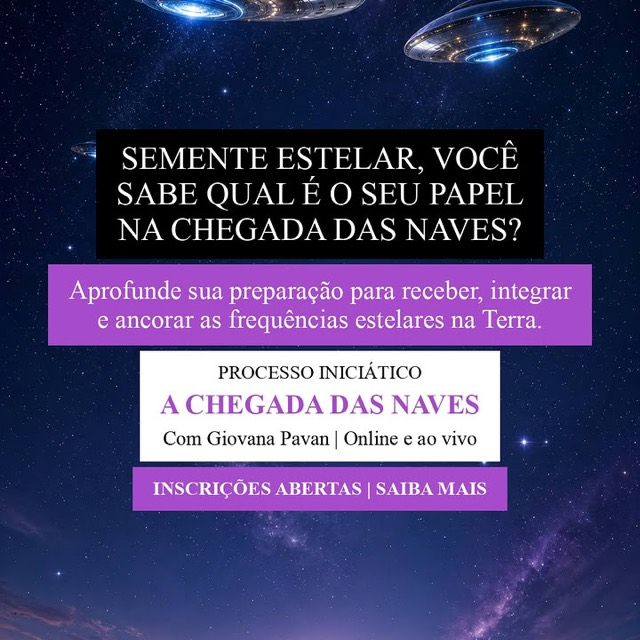 SEMENTE ESTELAR, VOCÊ
SABE QUAL É O SEU PAPEL
NA CHEGADA DAS NAVES?
Aprofunde sua preparação para receber, integrar
e ancorar as frequências estelares na Terra.
PROCESSO INICIÁTICO
A CHEGADA DAS NAVES
Com Giovana Pavan | Online e ao vivo
INSCRIÇÕES ABERTAS | SAIBA MAIS